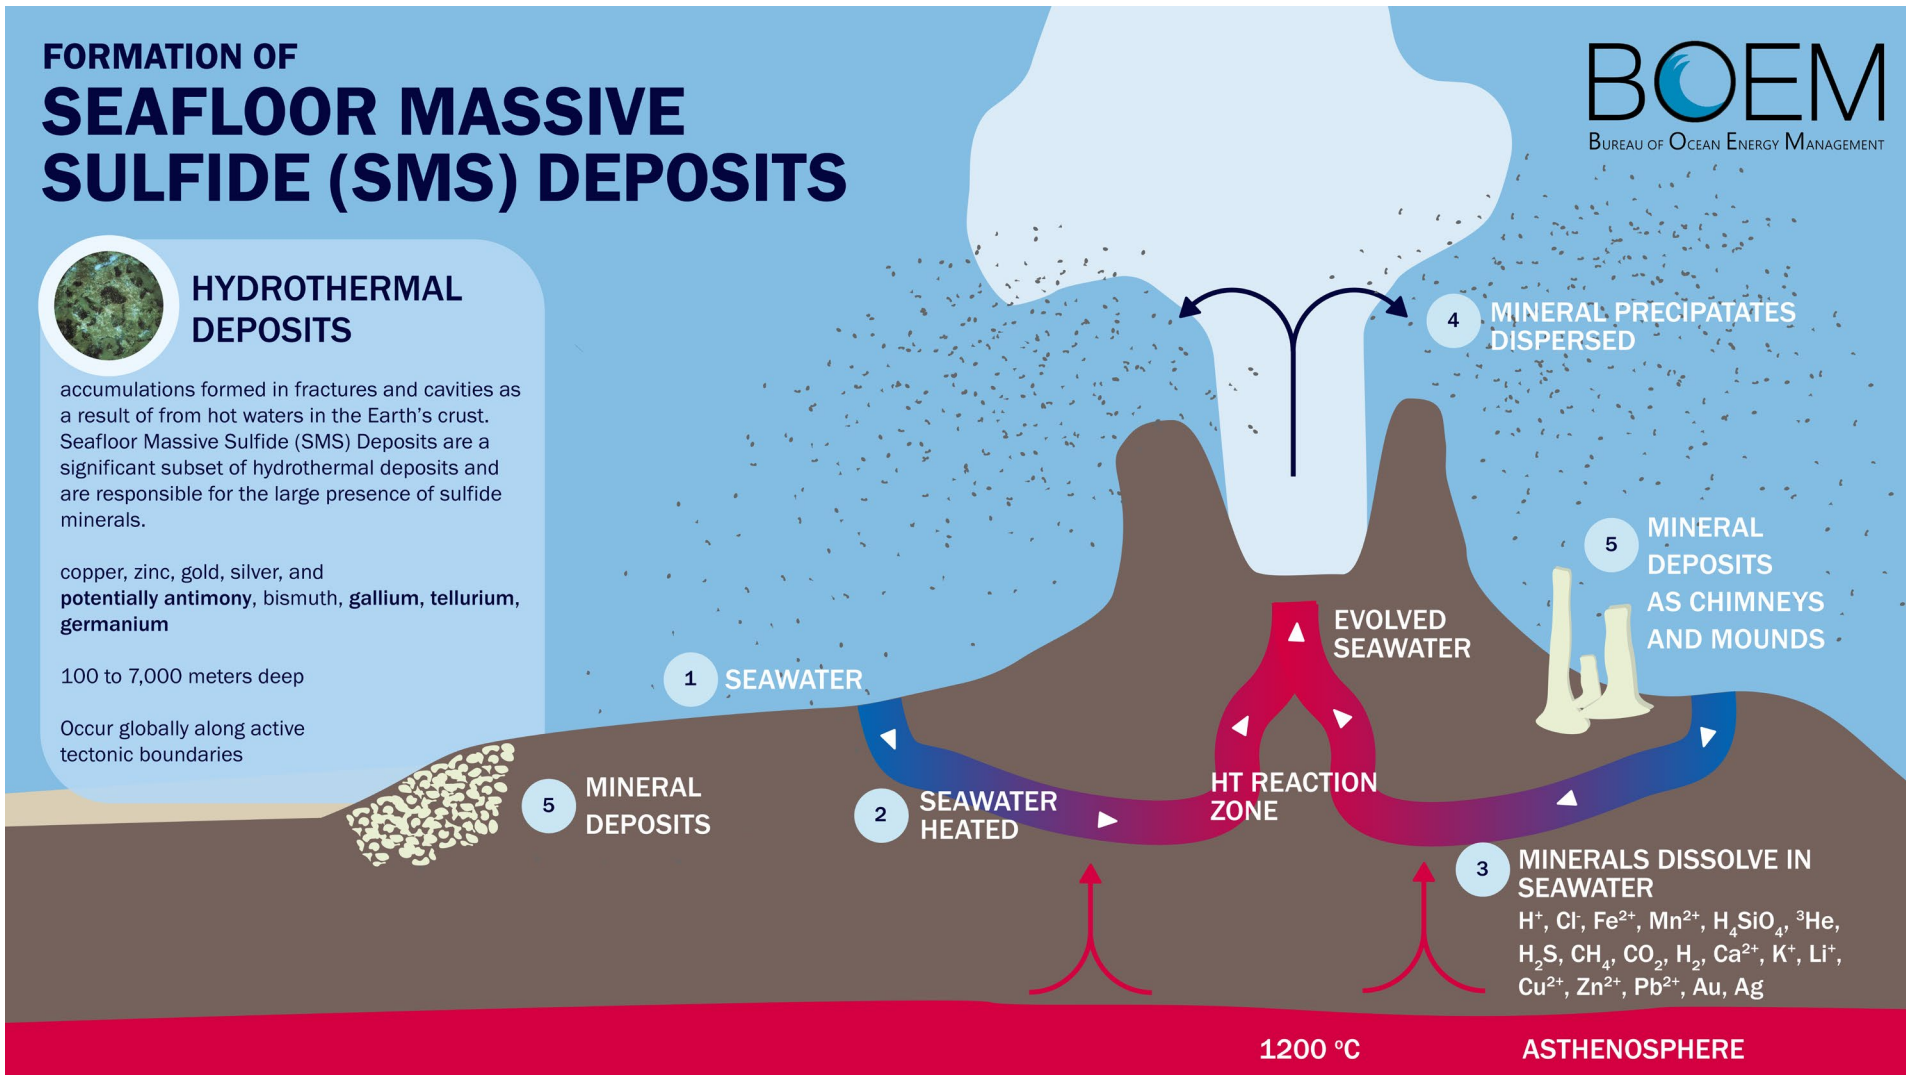 FORMATION OF
SEAFLOOR MASSIVE
SULFIDE (SMS) DEPOSITS
BOEM
BUREAU OF OCEAN ENERGY MANAGEMENT
HYDROTHERMAL
DEPOSITS
accumulations formed in fractures and cavities as
a result of from hot waters in the Earth's crust.
Seafloor Massive Sulfide (SMS) Deposits are a
significant subset of hydrothermal deposits and
are responsible for the large presence of sulfide
minerals.
copper, zinc, gold, silver, and
potentially antimony, bismuth, gallium, tellurium,
germanium
100 to 7,000 meters deep
Occur globally along active
tectonic boundaries
1 SEAWATER
2 SEAWATER
HEATED
HT REACTION
ZONE
EVOLVED
SEAWATER
3 MINERALS DISSOLVE IN
SEAWATER
H⁺, Cl⁻, Fe²⁺, Mn²⁺, H₄SiO₄, ³He,
H₂S, CH₄, CO₂, H₂, Ca²⁺, K⁺, Li⁺,
Cu²⁺, Zn²⁺, Pb²⁺, Au, Ag
4 MINERAL PRECIPATATES
DISPERSED
5 MINERAL
DEPOSITS
AS CHIMNEYS
AND MOUNDS
5 MINERAL
DEPOSITS
1200 ºC
ASTHENOSPHERE